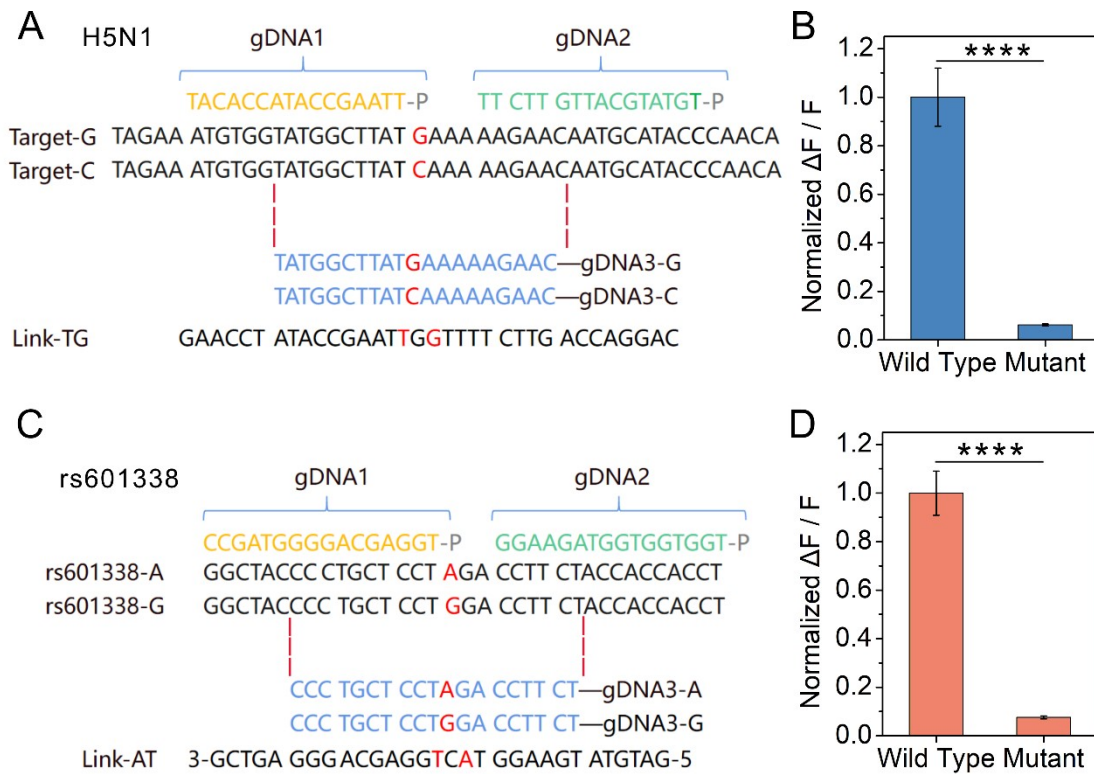 A
H5N1
gDNA1 gDNA2
TACACCATACCGAATT-P TT CTT GTTACGTATGT-P
Target-G TAGAA ATGTGGTATGGCTTAT GAAA AAGAACAATGCATACCCAACA
Target-C TAGAA ATGTGGTATGGCTTAT CAAA AAGAACAATGCATACCCAACA
TATGGCTTATGAAAAAGAAC—gDNA3-G
TATGGCTTATCAAAAAGAAC—gDNA3-C
Link-TG GAACCT ATACCGAATTGGTTTT CTTG ACCAGGAC
B
Normalized ΔF / F
1.2
1.0
0.8
0.6
0.4
0.2
0.0
****
Wild Type Mutant
C
rs601338
gDNA1 gDNA2
CCGATGGGGACGAGGT-P GGAAGATGGTGGTGGT-P
rs601338-A GGCTACCCC CTGCT CCT AGA CCTT CTACCACCACCT
rs601338-G GGCTACCCC TGCT CCT GGA CCTT CTACCACCACCT
CCC TGCT CCTAGA CCTT CT—gDNA3-A
CCC TGCT CCTGGA CCTT CT—gDNA3-G
Link-AT 3-GCTGA GGGACGAGGTCAT GGAAGT ATGTAG-5
D
Normalized ΔF / F
1.2
1.0
0.8
0.6
0.4
0.2
0.0
****
Wild Type Mutant